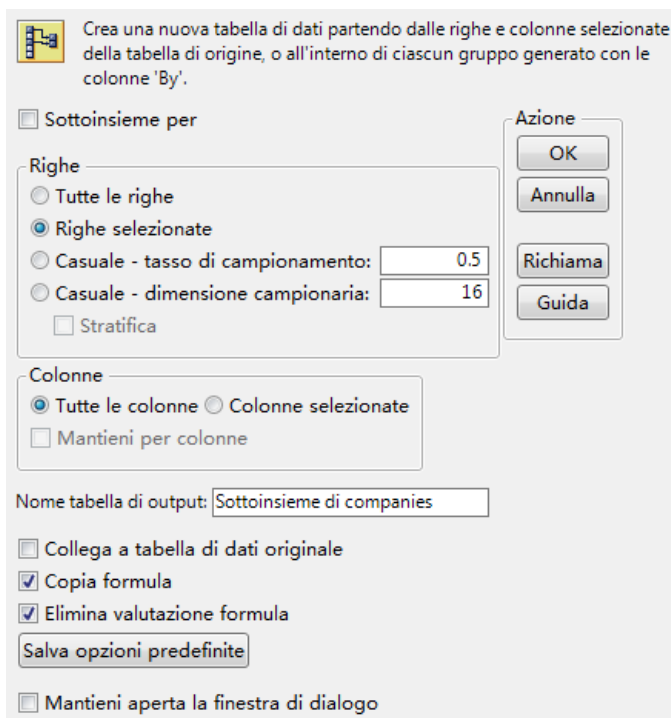 Crea una nuova tabella di dati partendo dalle righe e colonne selezionate
della tabella di origine, o all'interno di ciascun gruppo generato con le
colonne 'By'.
Sottoinsieme per
Azione
OK
Annulla
Richiama
Guida
Righe
Tutte le righe
Righe selezionate
Casuale - tasso di campionamento: 0.5
Casuale - dimensione campionaria: 16
Stratifica
Colonne
Tutte le colonne Colonne selezionate
Mantieni per colonne
Nome tabella di output: Sottoinsieme di companies
Collega a tabella di dati originale
Copia formula
Elimina valutazione formula
Salva opzioni predefinite
Mantieni aperta la finestra di dialogo